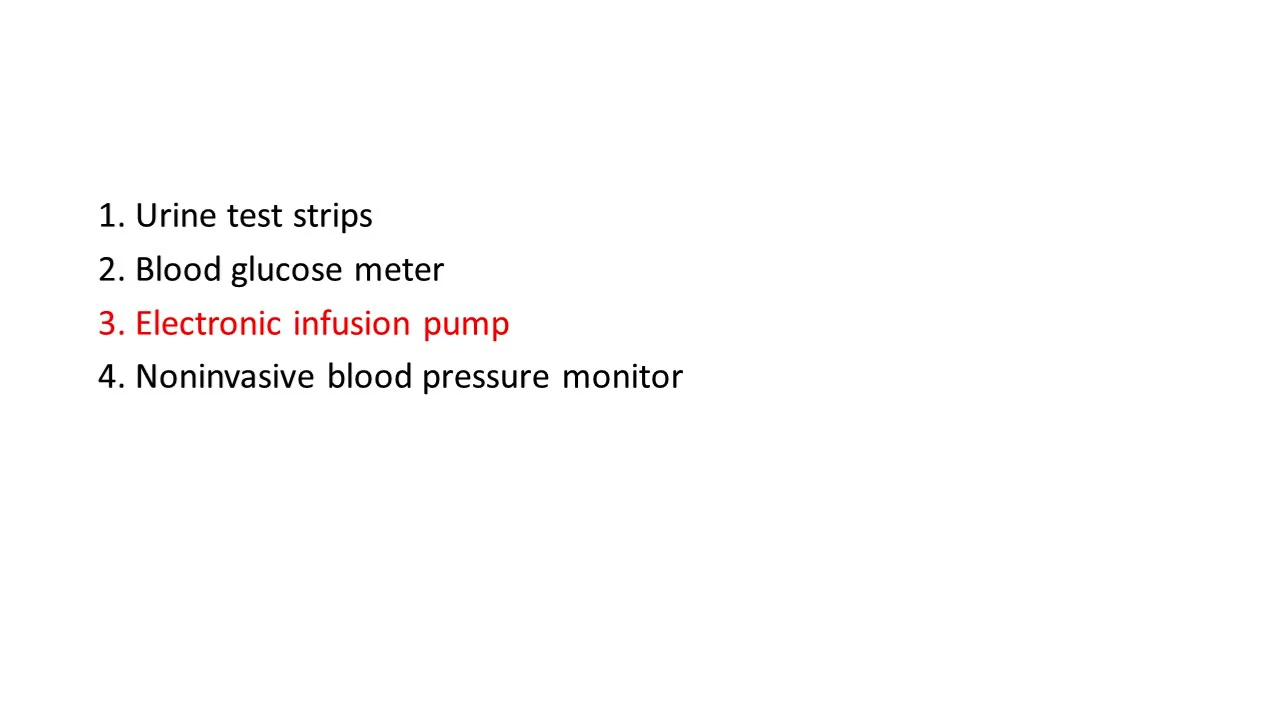 1. Urine test strips
2. Blood glucose meter
3. Electronic infusion pump
4. Noninvasive blood pressure monitor